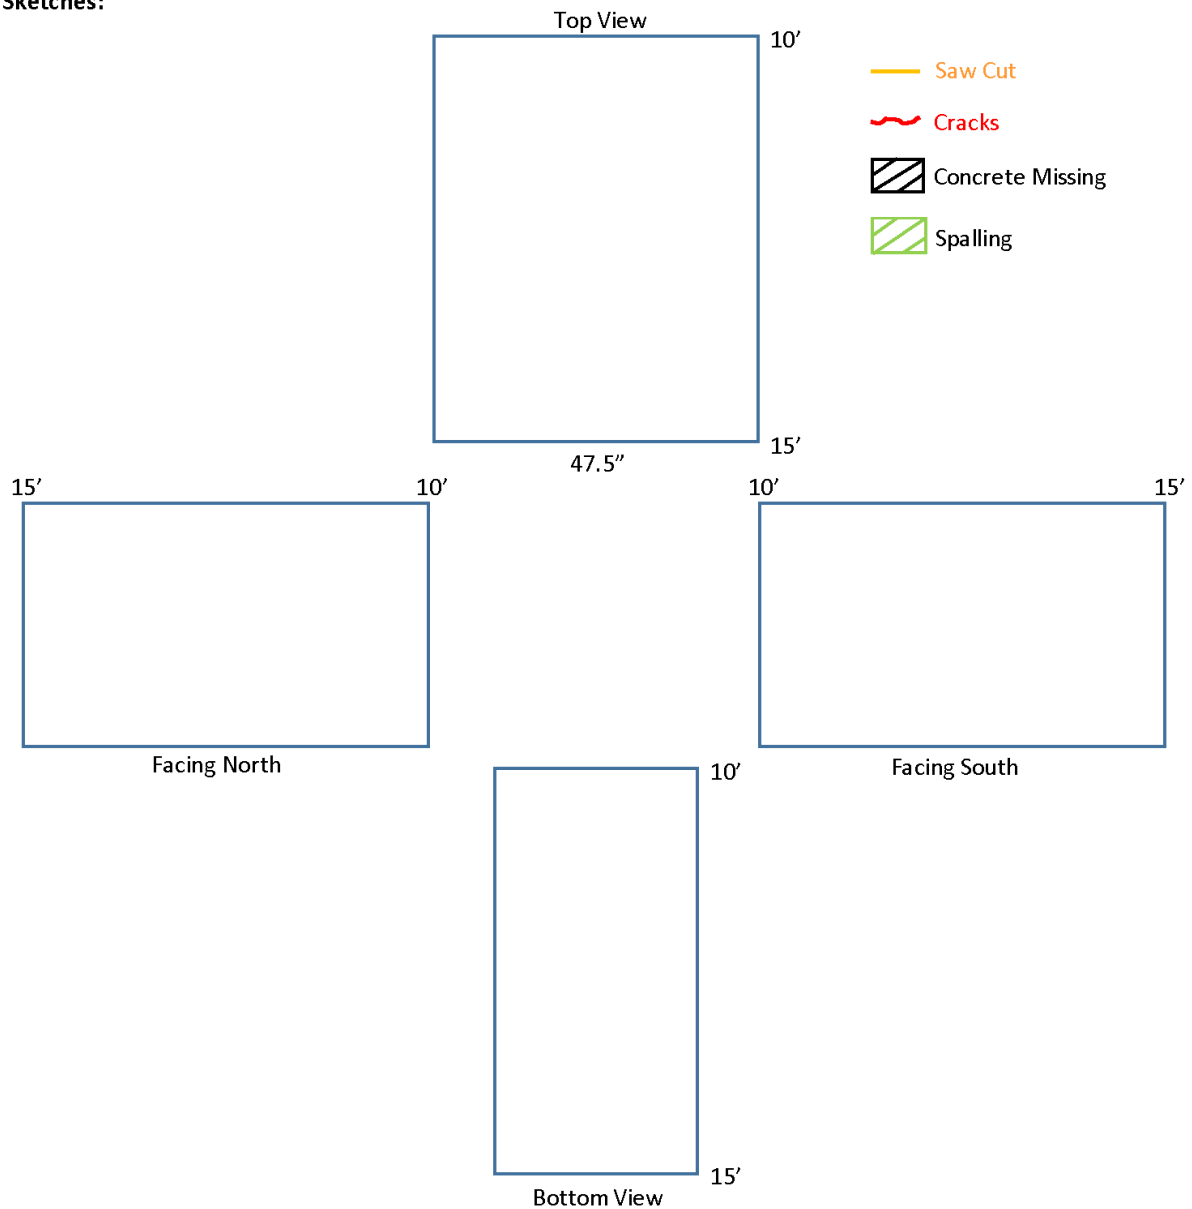 Sketches:
Top View
10’
Saw Cut
Cracks
Concrete Missing
Spalling
15’
47.5”
15’
10’
10’
15’
Facing North
Facing South
10’
15’
Bottom View